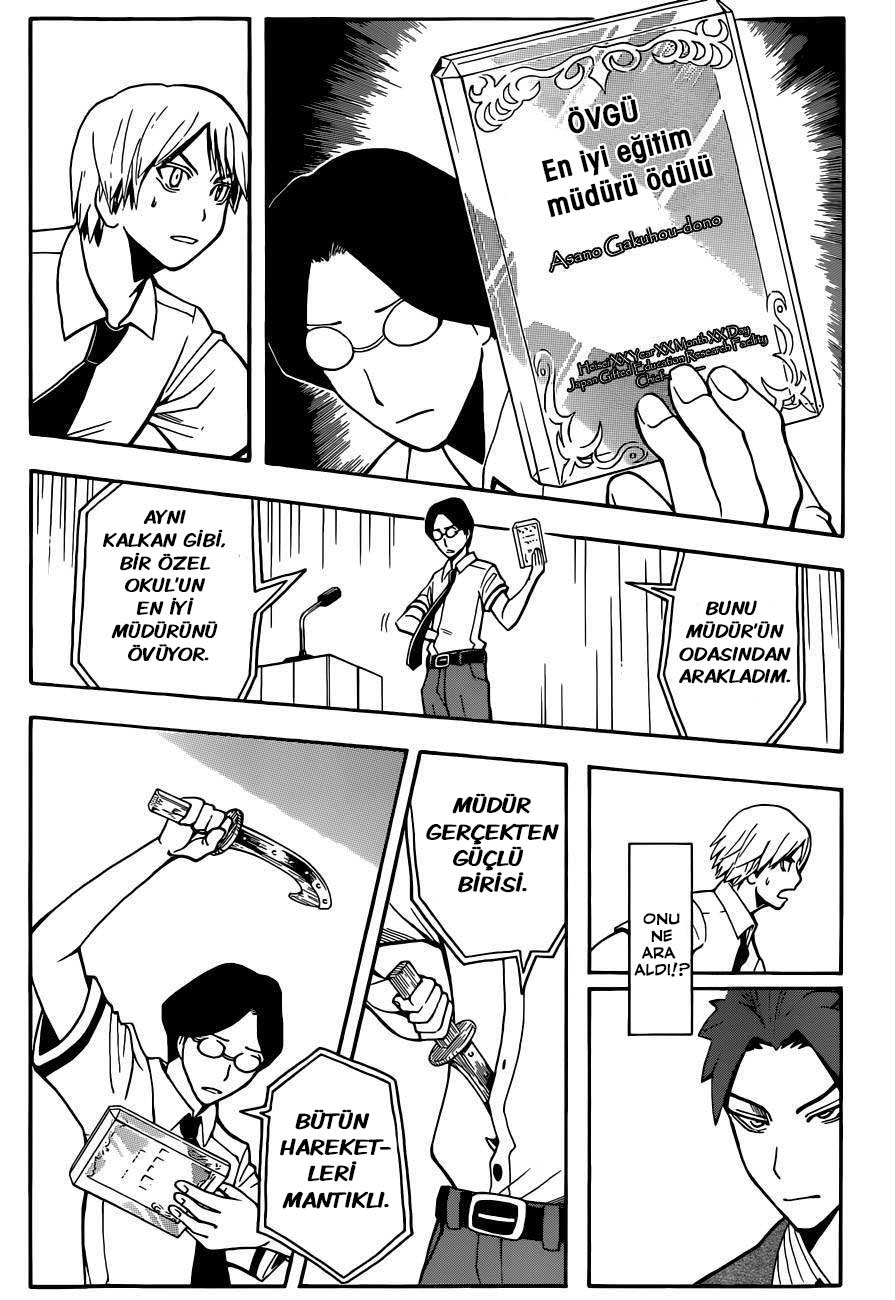 ÖVGÜ
En iyi eğitim
müdürü ödülü
Asano Gakuhou-dono
Heisei XX Year XX Month XX Day
Japan Gifted Education Research Facility
Chief
BUNU
MÜDÜR'ÜN
ODASINDAN
ARAKLADIM.
AYNI
KALKAN GİBİ,
BİR ÖZEL
OKUL'UN
EN İYİ
MÜDÜRÜNÜ
ÖVÜYOR.
ONU
NE
ARA
ALDI!?
MÜDÜR
GERÇEKTEN
GÜÇLÜ
BİRİSİ.
BÜTÜN
HAREKET-
LERİ
MANTIKLI.